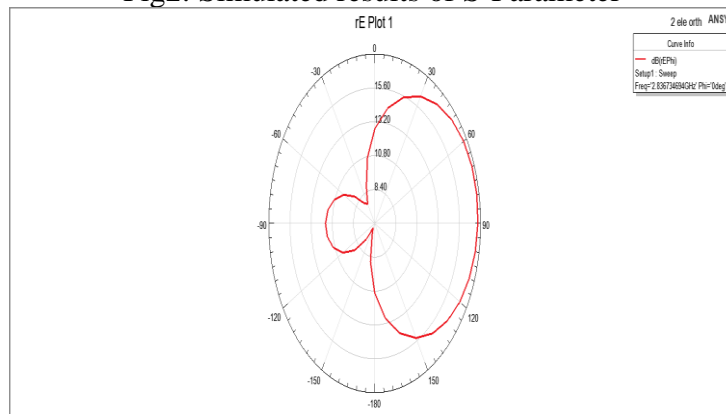 Fig2. Simulated results of S-Parameter
rE Plot 1
2 ele orth ANSY
Curve Info
dB(rEPhi)
Setup1 : Sweep
Freq='2.836734694GHz' Phi='0deg'
0
-30
30
15.60
13.20
-60
60
10.80
8.40
-90
90
-120
120
-150
150
-180